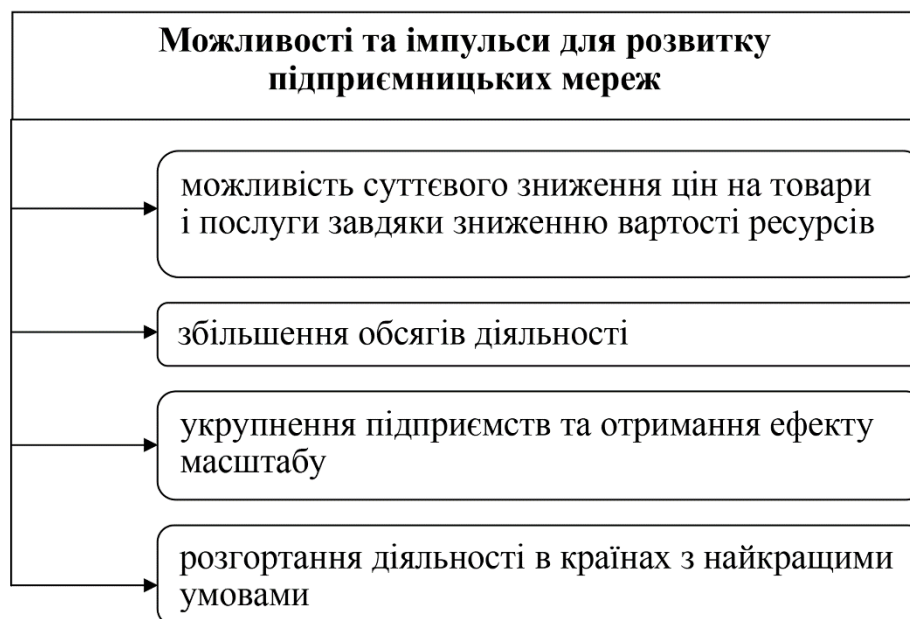 Можливості та імпульси для розвитку
підприємницьких мереж
можливість суттєвого зниження цін на товари
і послуги завдяки зниженню вартості ресурсів
збільшення обсягів діяльності
укрупнення підприємств та отримання ефекту
масштабу
розгортання діяльності в країнах з найкращими
умовами